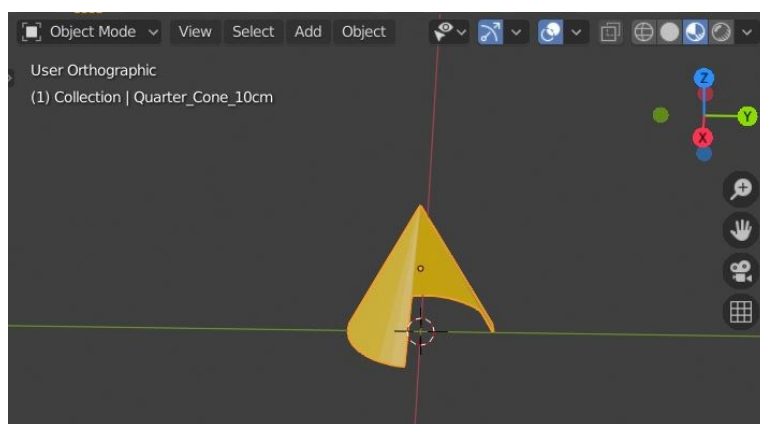 Object Mode View Select Add Object
User Orthographic
(1) Collection | Quarter_Cone_10cm
Z
Y
X